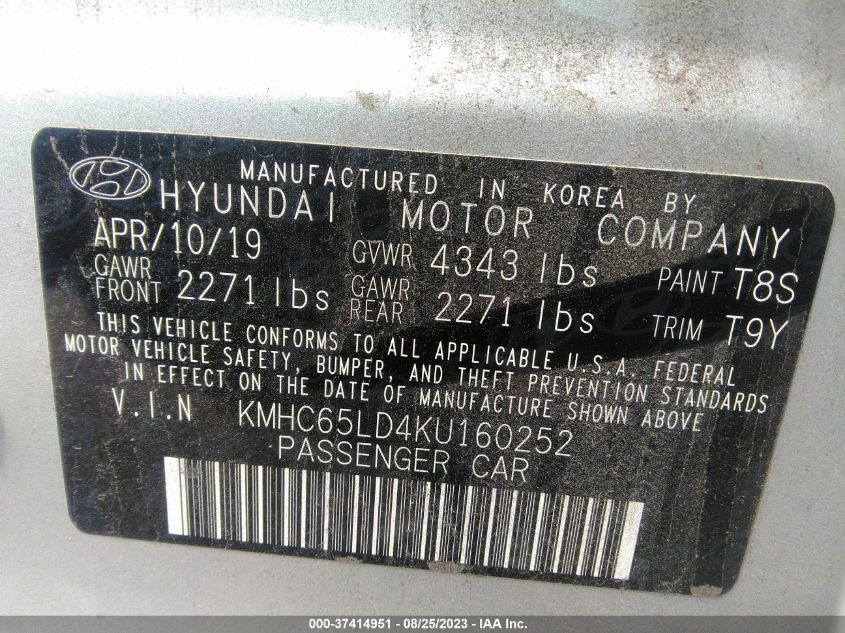 MANUFACTURED IN KOREA BY
HYUNDAI MOTOR COMPANY
APR/10/19 GVWR 4343 lbs PAINT T8S
GAWR FRONT 2271 lbs GAWR REAR 2271 lbs TRIM T9Y
THIS VEHICLE CONFORMS TO ALL APPLICABLE U.S.A. FEDERAL
MOTOR VEHICLE SAFETY, BUMPER, AND THEFT PREVENTION STANDARDS
IN EFFECT ON THE DATE OF MANUFACTURE SHOWN ABOVE
V.I.N KMHC65LD4KU160252
PASSENGER CAR
000-37414951 - 08/25/2023 - IAA Inc.